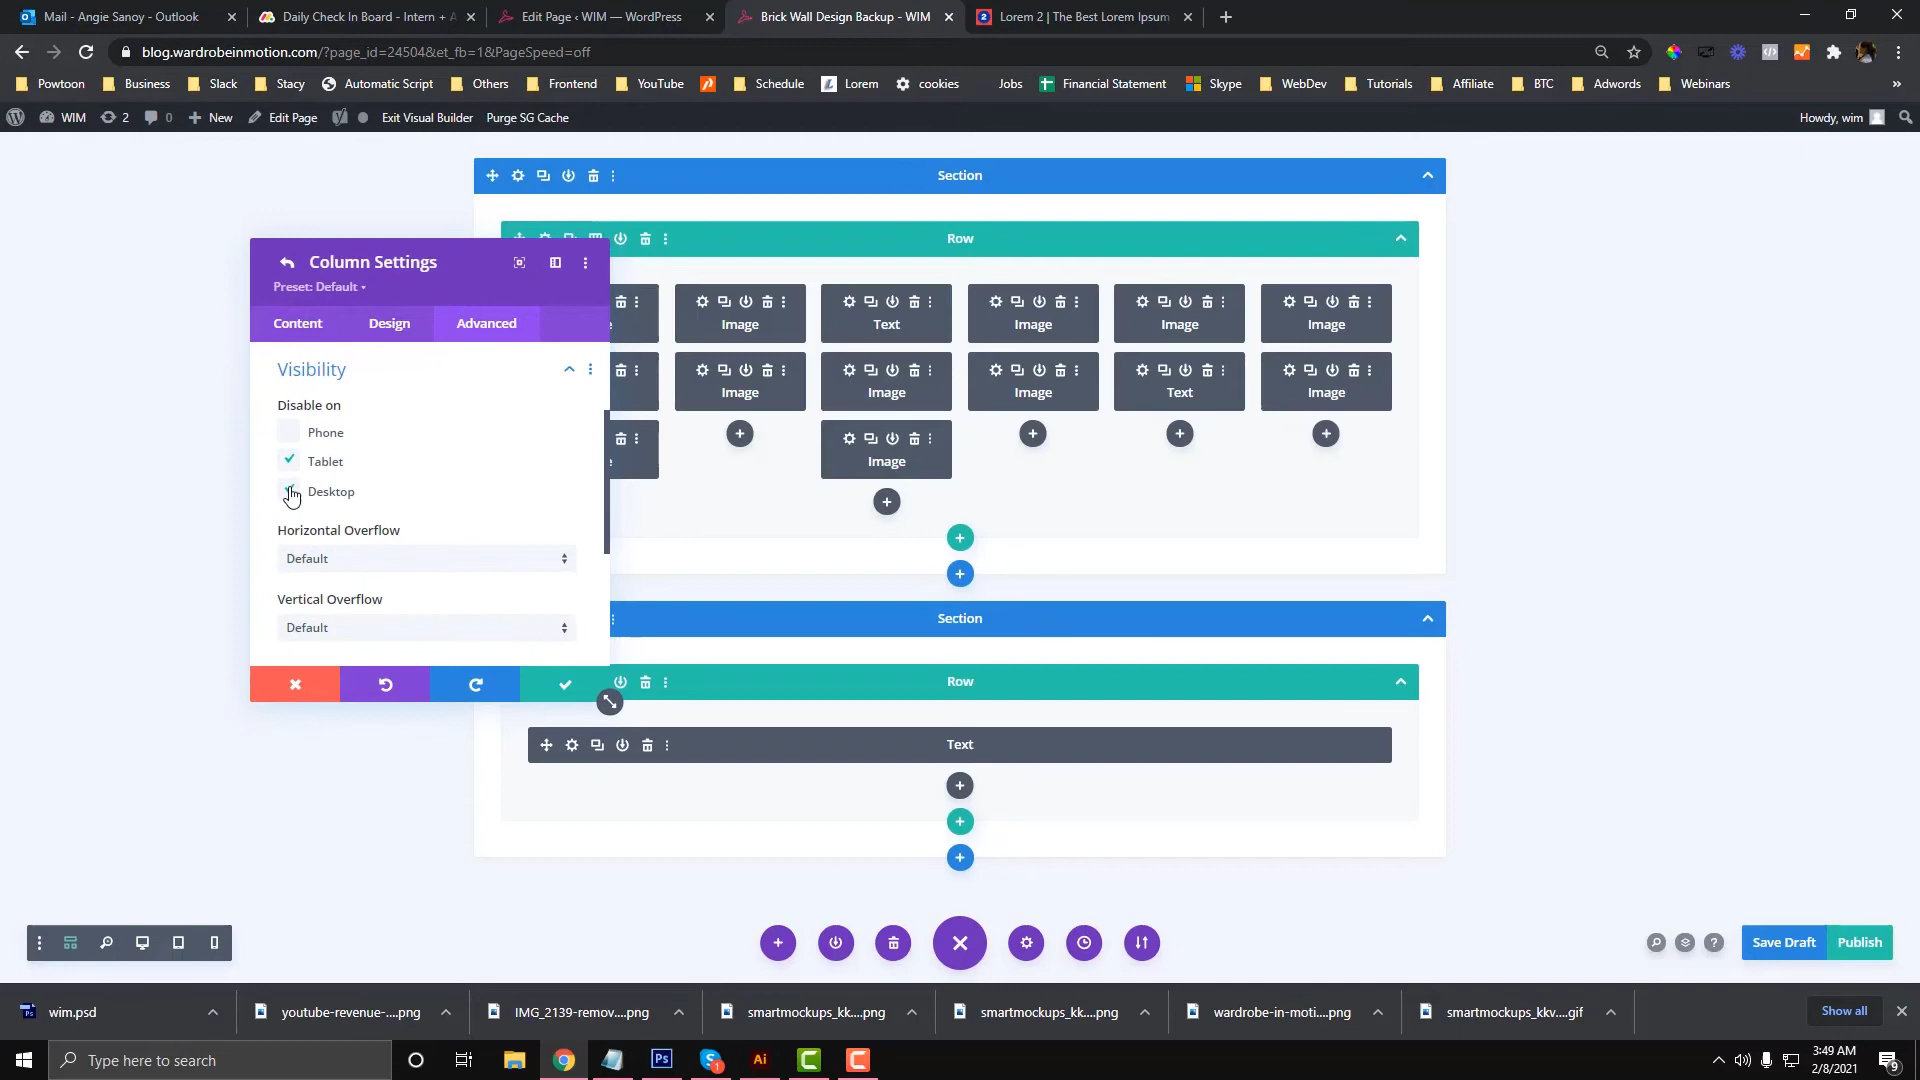 Mail - Angie Sanoy - Outlook
Daily Check In Board - Intern + A
Edit Page ‹ WIM — WordPress
Brick Wall Design Backup - WIM
Lorem 2 | The Best Lorem Ipsum
blog.wardrobeinmotion.com/?page_id=24504&et_fb=1&PageSpeed=off
Powtoon Business Slack Stacy Automatic Script Others Frontend YouTube Schedule Lorem cookies Jobs Financial Statement Skype WebDev Tutorials Affiliate BTC Adwords Webinars »
WIM 2 0 New Edit Page Exit Visual Builder Purge SG Cache Howdy, wim
Section
Row
Column Settings
Preset: Default
Content Design Advanced
Image Text Image Image Image
Image Image Image Text Image
Image
Visibility
Disable on
Phone
Tablet
Desktop
Horizontal Overflow
Default
Vertical Overflow
Default
Section
Row
Text
Save Draft Publish
wim.psd
youtube-revenue-....png
IMG_2139-remov....png
smartmockups_kk....png
smartmockups_kk....png
wardrobe-in-moti....png
smartmockups_kkv....gif
Show all
Type here to search
3:49 AM
2/8/2021